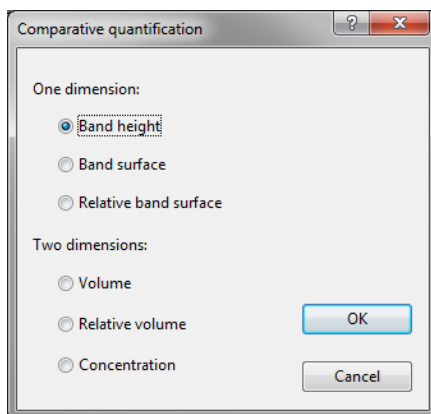 Comparative quantification
One dimension:
Band height
Band surface
Relative band surface
Two dimensions:
Volume
Relative volume
Concentration
OK
Cancel